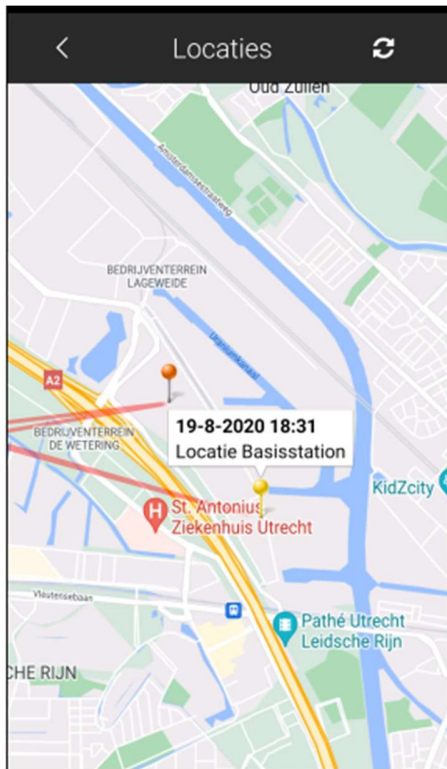 Locaties
Oud Zuilen
Amsterdamsestraatweg
BEDRIJVENTERREIN
LAGEWEIDE
Uraniumkanaal
A2
19-8-2020 18:31
Locatie Basisstation
BEDRIJVENTERREIN
DE WETERING
KidZcity
H
St. Antonius
Ziekenhuis Utrecht
Vleutensebaan
Pathé Utrecht
Leidsche Rijn
CHE RIJN